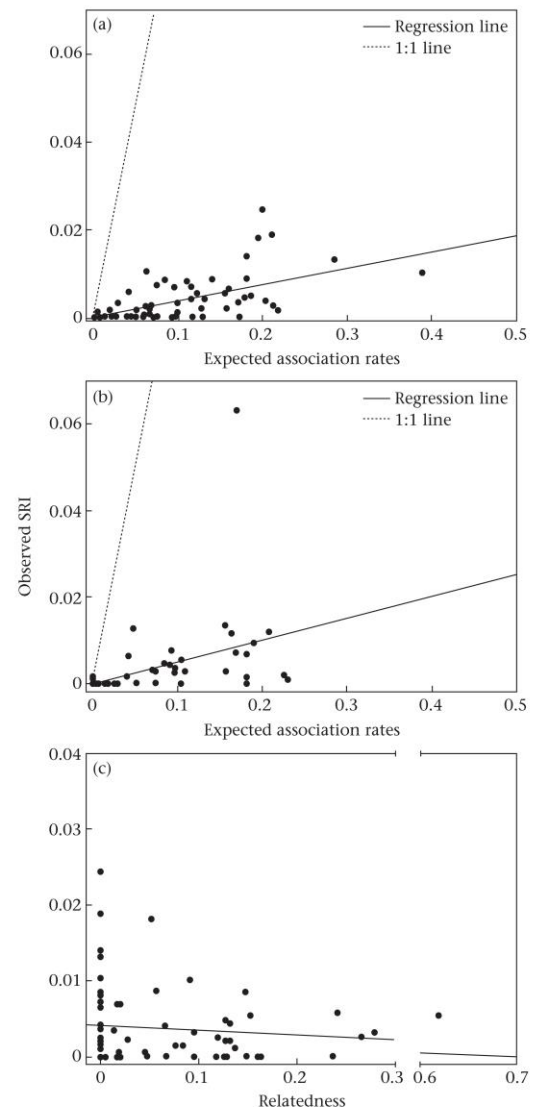 (a)
Regression line
1:1 line
0.06
0.04
0.02
0
0 0.1 0.2 0.3 0.4 0.5
Expected association rates
(b)
Regression line
1:1 line
0.06
0.04
0.02
0
0 0.1 0.2 0.3 0.4 0.5
Expected association rates
Observed SRI
(c)
0.04
0.03
0.02
0.01
0
0 0.1 0.2 0.3 0.6 0.7
Relatedness